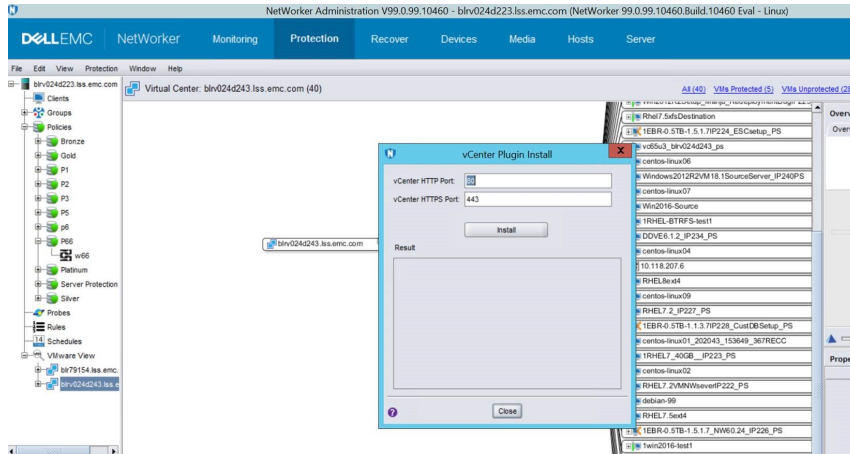 NetWorker Administration V99.0.99.10460 - blrv024d223.lss.emc.com (NetWorker 99.0.99.10460.Build.10460 Eval - Linux)
DELLEMC NetWorker Monitoring Protection Recover Devices Media Hosts Server
File Edit View Protection Window Help
blrv024d223.lss.emc.com
Clients
Groups
Policies
Bronze
Gold
P1
P2
P3
P5
p6
P66
w66
Platinum
Server Protection
Silver
Probes
Rules
14 Schedules
VMware View
blr79154.lss.emc.
blrv024d243.lss.e
Virtual Center: blrv024d243.lss.emc.com (40)
All (40) VMs Protected (5) VMs Unprotected (28
blrv024d243.lss.emc.com
vCenter Plugin Install
vCenter HTTP Port: 80
vCenter HTTPS Port: 443
Install
Result
Close
Rhel7.5xfsDestination
1EBR-0.5TB-1.5.1.7IP224_ESCsetup_PS
vc65u3_blrv024d243_ps
centos-linux06
Windows2012R2VM18.1SourceServer_IP240PS
centos-linux07
Win2016-Source
1RHEL-BTRFS-test1
DDVE6.1.2_IP234_PS
centos-linux04
10.118.207.6
RHEL8ext4
centos-linux09
RHEL7.2_IP227_PS
1EBR-0.5TB-1.1.3.7IP228_CustDBSetup_PS
centos-linux01_202043_153649_367RECC
1RHEL7_40GB__IP223_PS
centos-linux02
RHEL7.2VMNWseverIP222_PS
debian-99
RHEL7.5ext4
1EBR-0.5TB-1.5.1.7_NW60.24_IP226_PS
1win2016-test1
Overv
Over
Prope